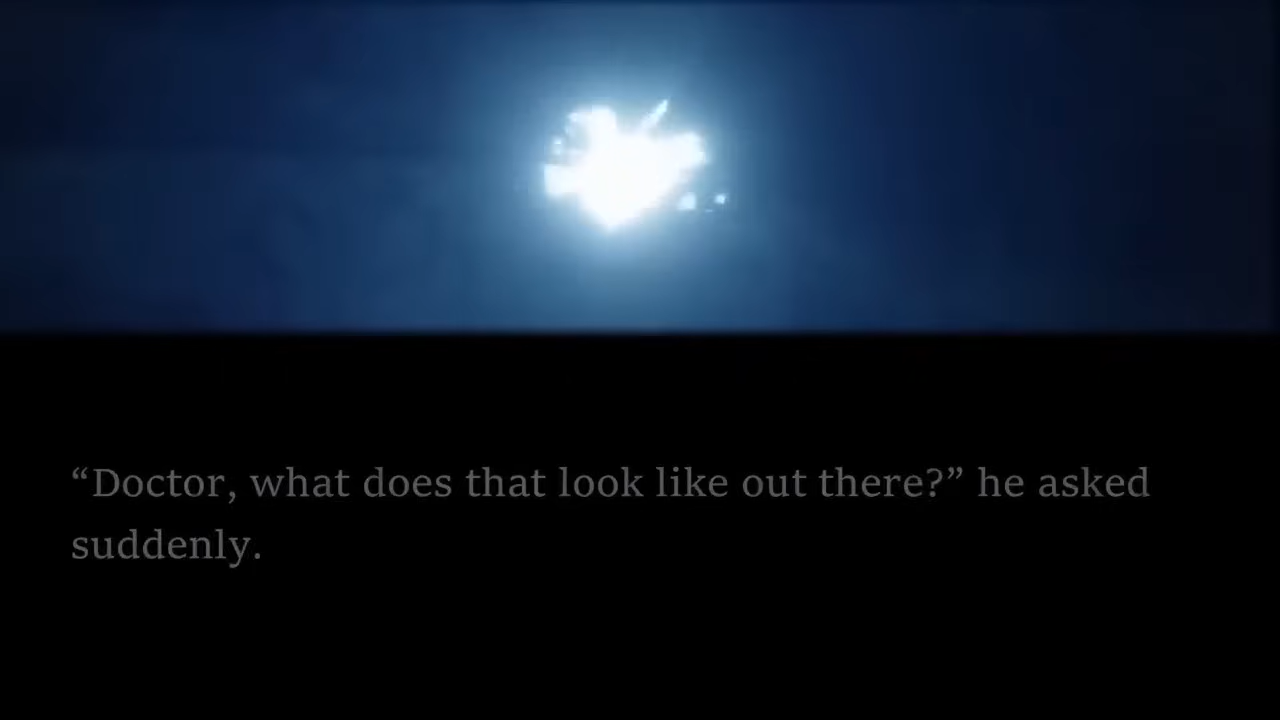 “Doctor, what does that look like out there?” he asked
suddenly.